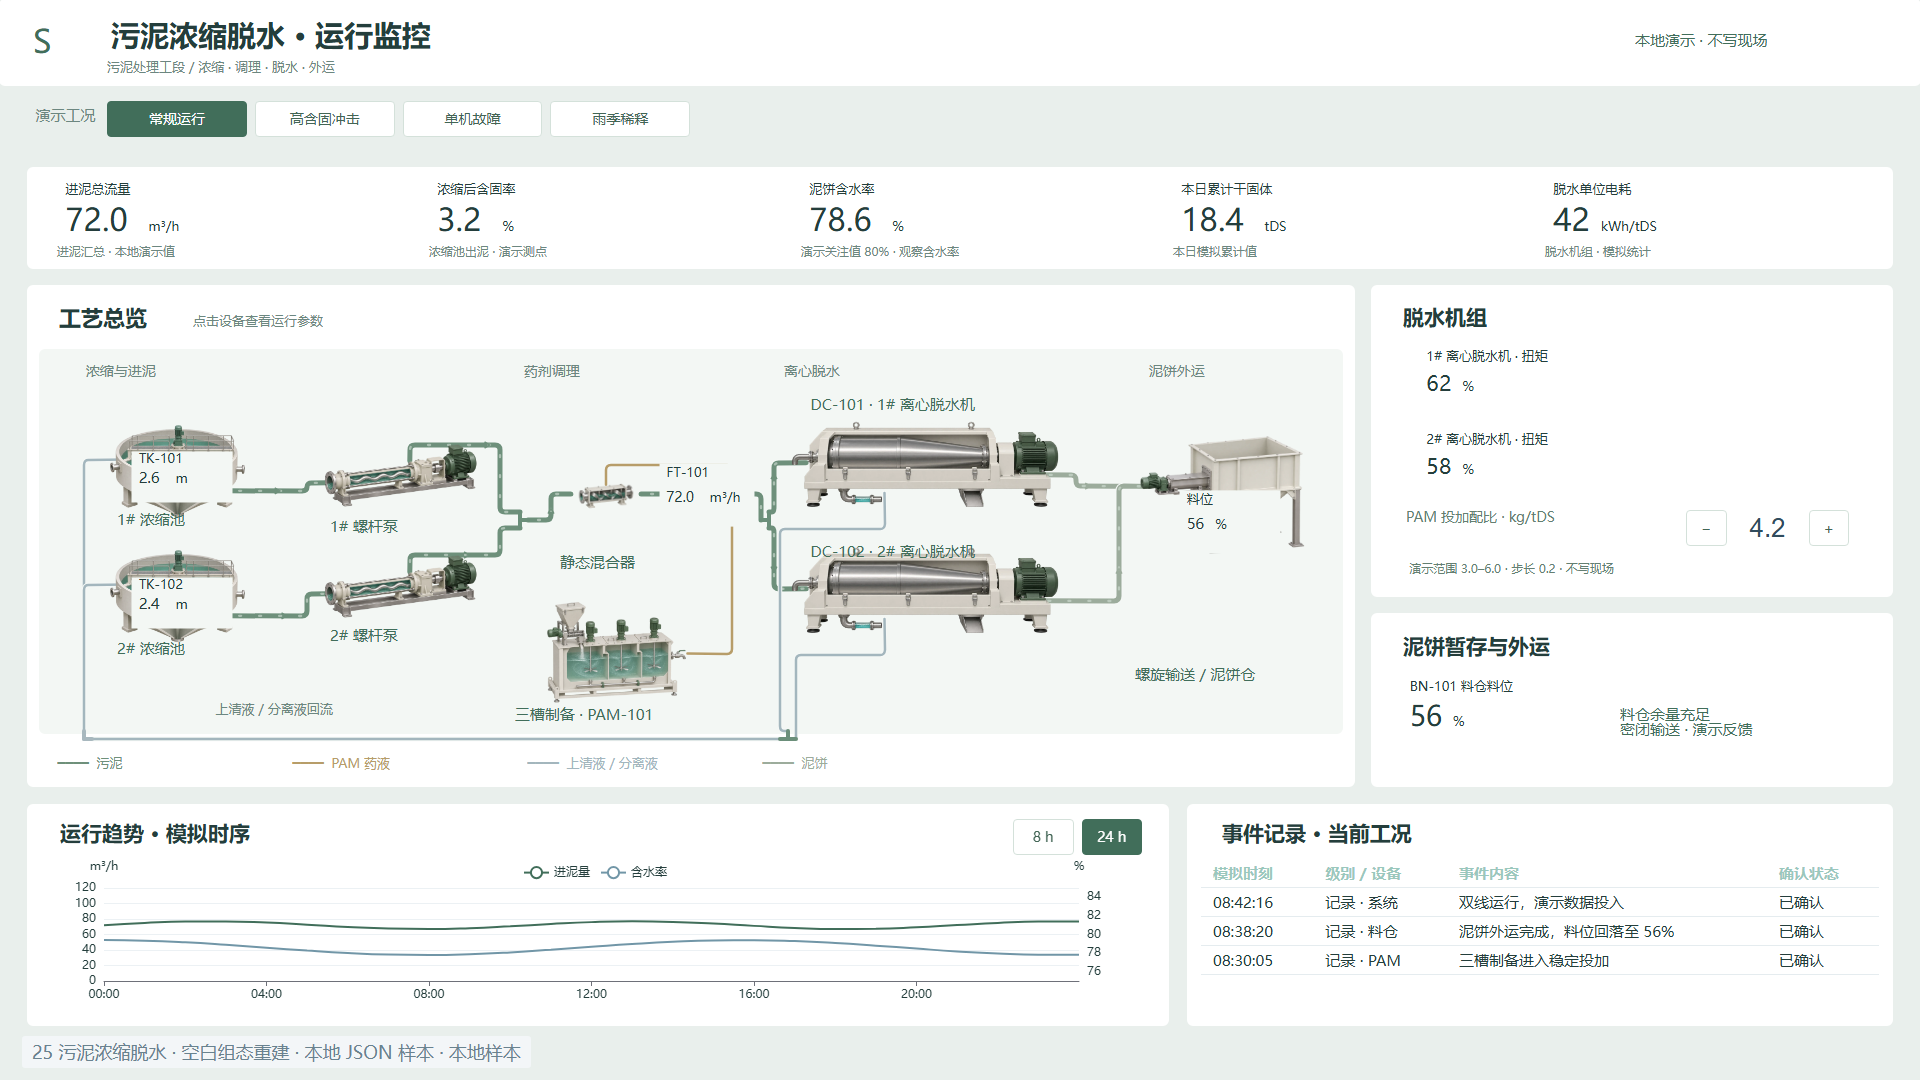 S
污泥浓缩脱水 • 运行监控
污泥处理工段 / 浓缩 · 调理 · 脱水 · 外运
本地演示 · 不写现场
演示工况
常规运行
高含固冲击
单机故障
雨季稀释
进泥总流量
72.0 m³/h
进泥汇总 · 本地演示值
浓缩后含固率
3.2 %
浓缩池出泥 · 演示测点
泥饼含水率
78.6 %
演示关注值 80% · 观察含水率
本日累计干固体
18.4 tDS
本日模拟累计值
脱水单位电耗
42 kWh/tDS
脱水机组 · 模拟统计
工艺总览
点击设备查看运行参数
浓缩与进泥
药剂调理
离心脱水
泥饼外运
DC-101 · 1# 离心脱水机
TK-101
2.6 m
1# 浓缩池
1# 螺杆泵
FT-101
72.0 m³/h
料位
56 %
静态混合器
DC-102 · 2# 离心脱水机
TK-102
2.4 m
2# 浓缩池
2# 螺杆泵
螺旋输送 / 泥饼仓
上清液 / 分离液回流
三槽制备 · PAM-101
污泥
PAM 药液
上清液 / 分离液
泥饼
脱水机组
1# 离心脱水机 · 扭矩
62 %
2# 离心脱水机 · 扭矩
58 %
PAM 投加配比 · kg/tDS
− 4.2 +
演示范围 3.0–6.0 · 步长 0.2 · 不写现场
泥饼暂存与外运
BN-101 料仓料位
56 %
料仓余量充足
密闭输送 · 演示反馈
运行趋势 • 模拟时序
8 h
24 h
m³/h
进泥量
含水率
%
120
100
80
60
40
20
0
84
82
80
78
76
00:00
04:00
08:00
12:00
16:00
20:00
事件记录 • 当前工况
模拟时刻 级别 / 设备 事件内容 确认状态
08:42:16 记录 · 系统 双线运行，演示数据投入 已确认
08:38:20 记录 · 料仓 泥饼外运完成，料位回落至 56% 已确认
08:30:05 记录 · PAM 三槽制备进入稳定投加 已确认
25 污泥浓缩脱水 · 空白组态重建 · 本地 JSON 样本 · 本地样本